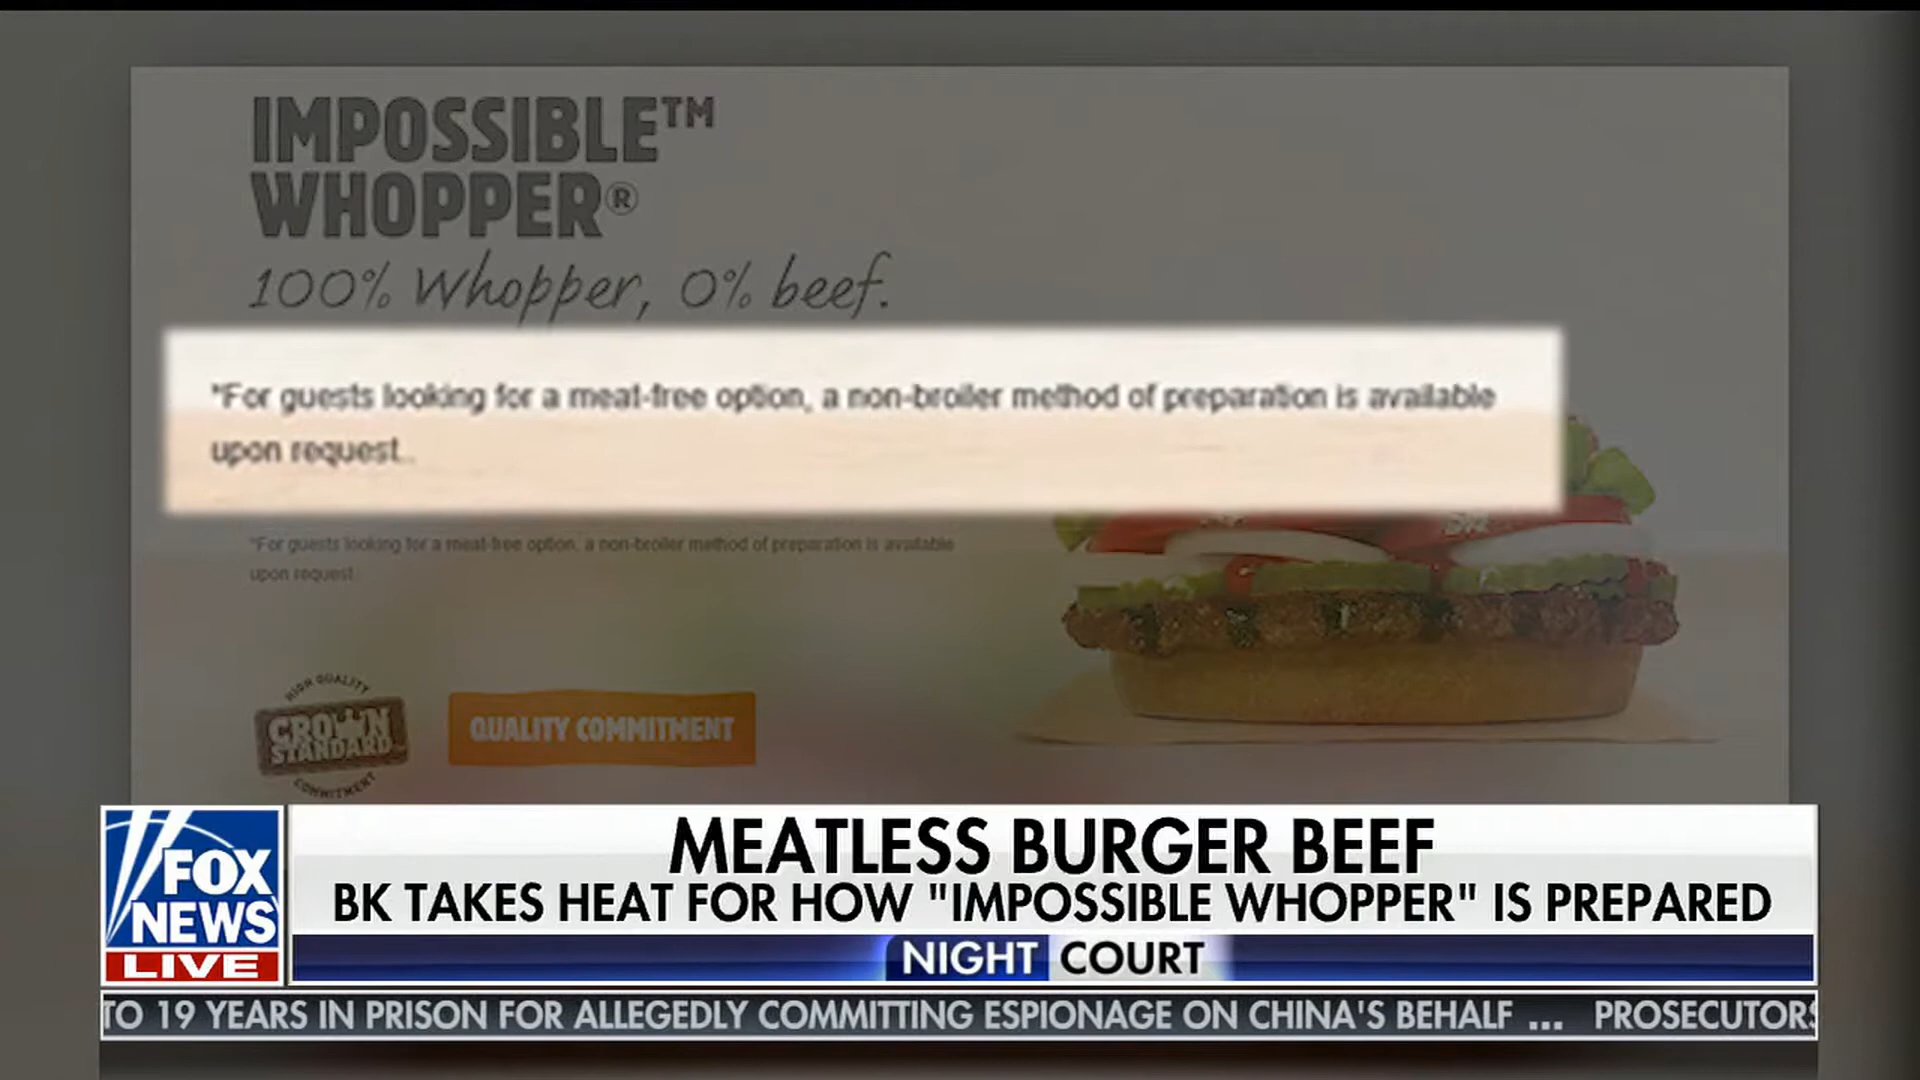 IMPOSSIBLE™
WHOPPER®
100% Whopper, 0% beef.
*For guests looking for a meat-free option, a non-broiler method of preparation is available
upon request.
*For guests looking for a meat-free option, a non-broiler method of preparation is available
upon request.
HIGH QUALITY
CROWN
STANDARD
COMMITMENT
QUALITY COMMITMENT
FOX
NEWS
LIVE
MEATLESS BURGER BEEF
BK TAKES HEAT FOR HOW "IMPOSSIBLE WHOPPER" IS PREPARED
NIGHT COURT
TO 19 YEARS IN PRISON FOR ALLEGEDLY COMMITTING ESPIONAGE ON CHINA'S BEHALF ... PROSECUTORS